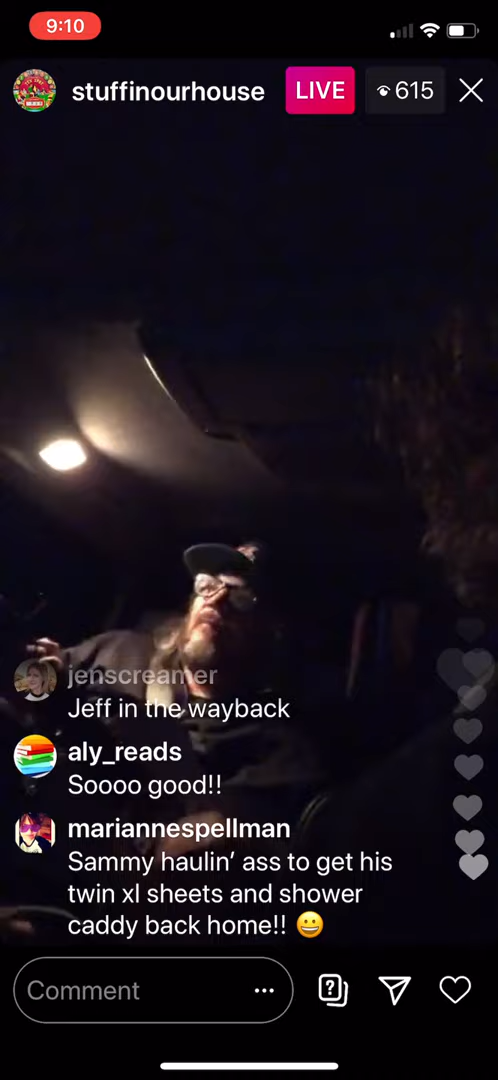 9:10
stuffinourhouse LIVE 615
jenscreamer
Jeff in the wayback
aly_reads
Soooo good!!
mariannespellman
Sammy haulin’ ass to get his
twin xl sheets and shower
caddy back home!! 😀
Comment ...